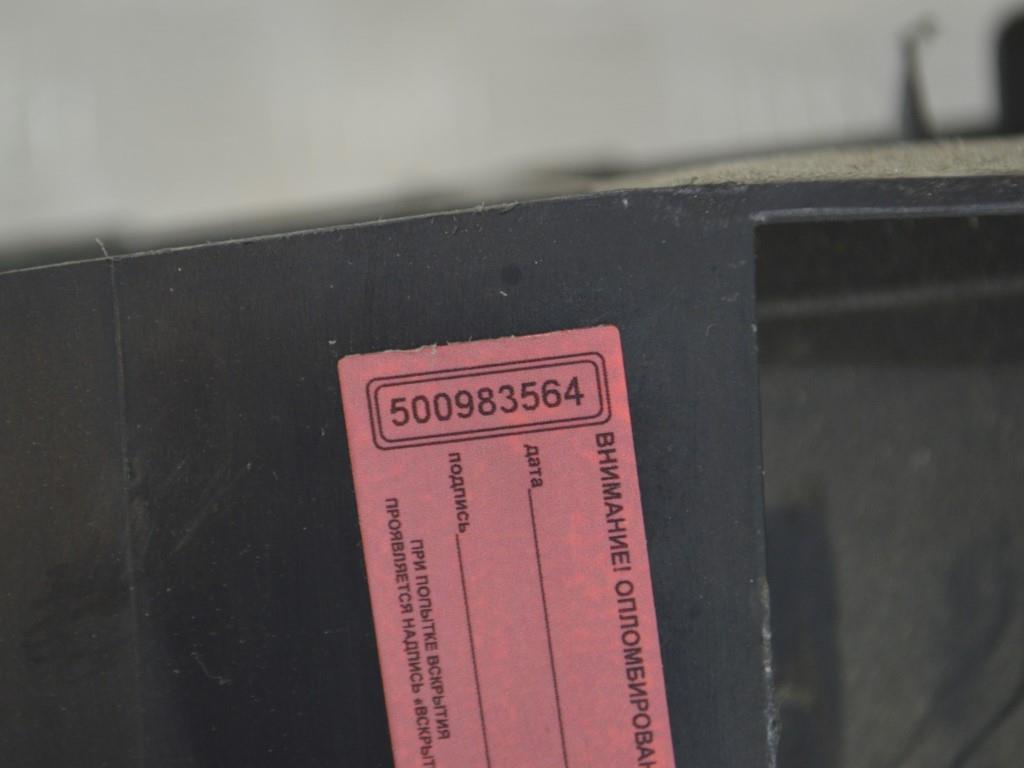 500983564
ВНИМАНИЕ! ОПЛОМБИРОВАН
дата
подпись
ПРИ ПОПЫТКЕ ВСКРЫТИЯ
ПРОЯВЛЯЕТСЯ НАДПИСЬ «ВСКРЫТ